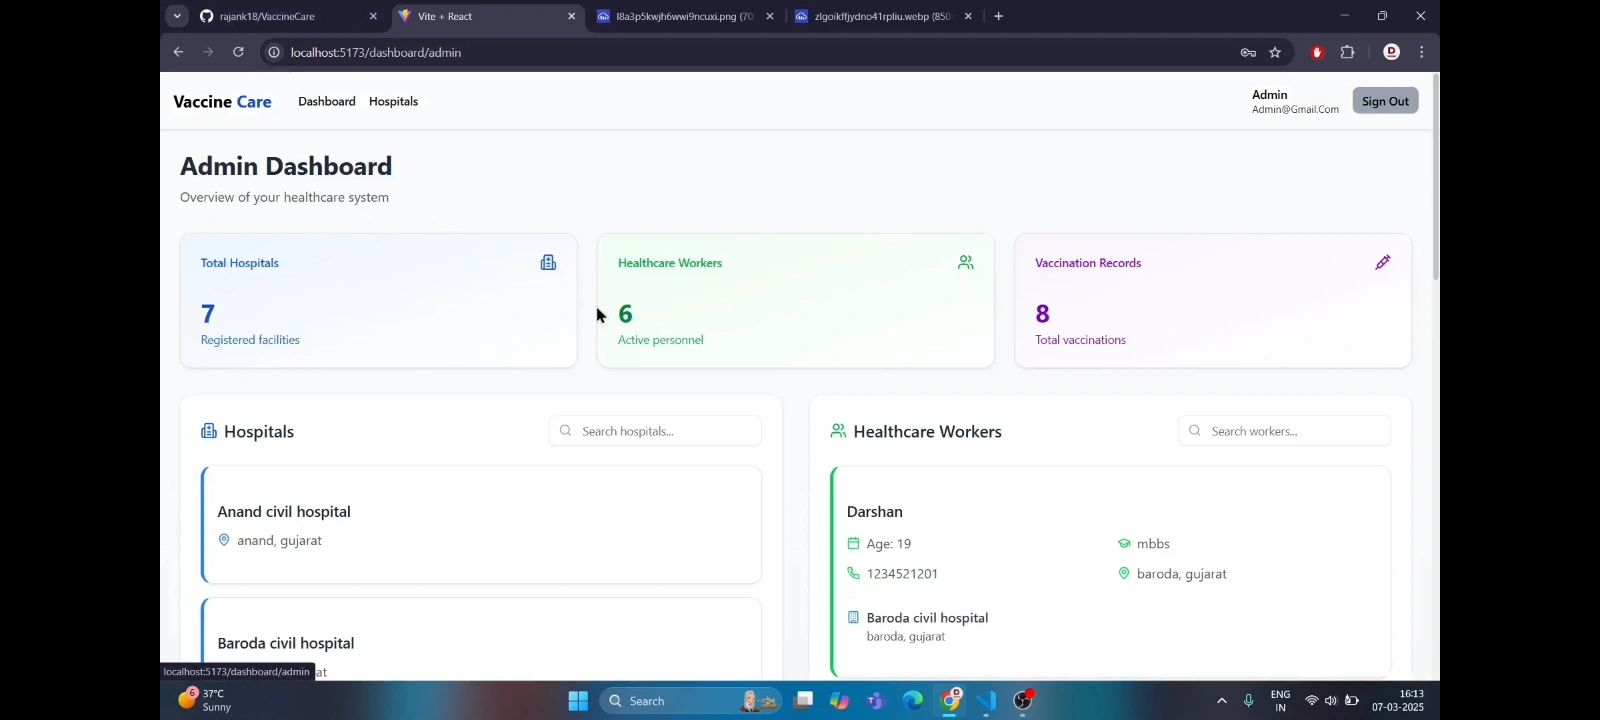 rajank18/VaccineCare
Vite + React
l8a3p5kwjh6wwi9ncuxi.png (70
zlgoikffjydno41rpliu.webp (850
localhost:5173/dashboard/admin
Vaccine Care
Dashboard
Hospitals
Admin
Admin@Gmail.Com
Sign Out
Admin Dashboard
Overview of your healthcare system
Total Hospitals
7
Registered facilities
Healthcare Workers
6
Active personnel
Vaccination Records
8
Total vaccinations
Hospitals
Search hospitals...
Anand civil hospital
anand, gujarat
Baroda civil hospital
at
Healthcare Workers
Search workers...
Darshan
Age: 19
mbbs
1234521201
baroda, gujarat
Baroda civil hospital
baroda, gujarat
localhost:5173/dashboard/admin
6
37°C
Sunny
Search
ENG
IN
16:13
07-03-2025